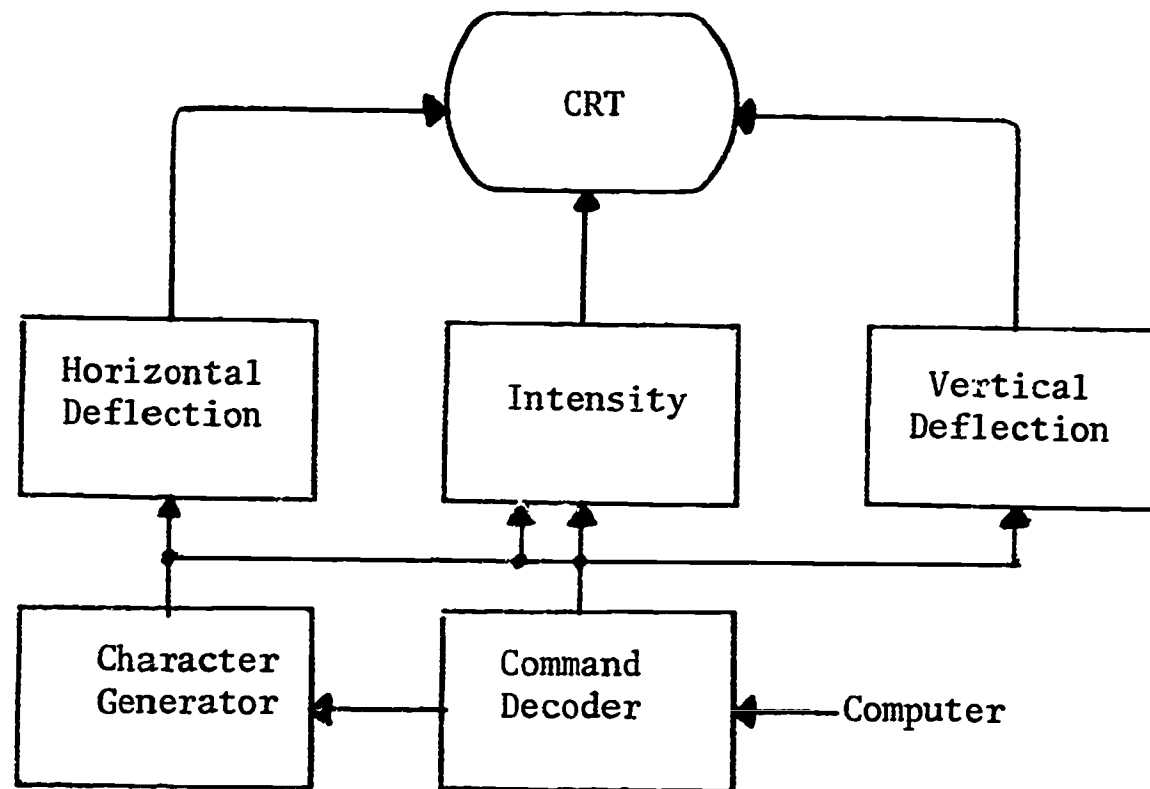 CRT
Horizontal
Deflection
Intensity
Vertical
Deflection
Character
Generator
Command
Decoder
Computer